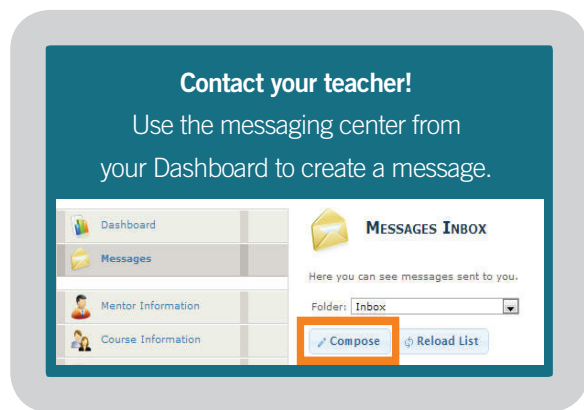 Contact your teacher!
Use the messaging center from
your Dashboard to create a message.
Dashboard
Messages
Mentor Information
Course Information
MESSAGES INBOX
Here you can see messages sent to you.
Folder: Inbox
Compose Reload List